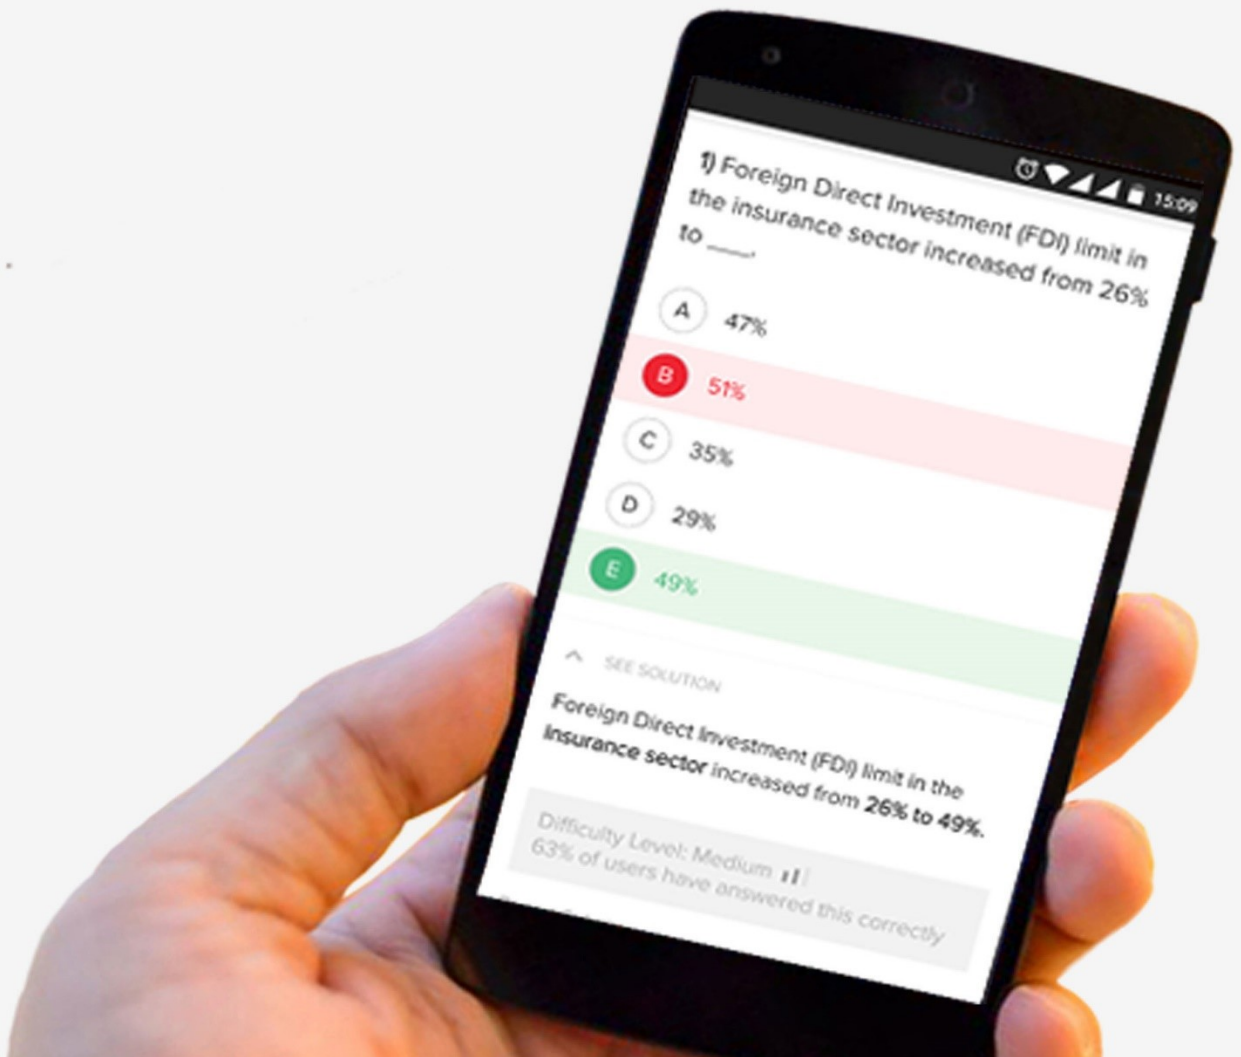 15:09
1) Foreign Direct Investment (FDI) limit in
the insurance sector increased from 26%
to ____.
A 47%
B 51%
C 35%
D 29%
E 49%
SEE SOLUTION
Foreign Direct Investment (FDI) limit in the
Insurance sector increased from 26% to 49%.
Difficulty Level: Medium
63% of users have answered this correctly